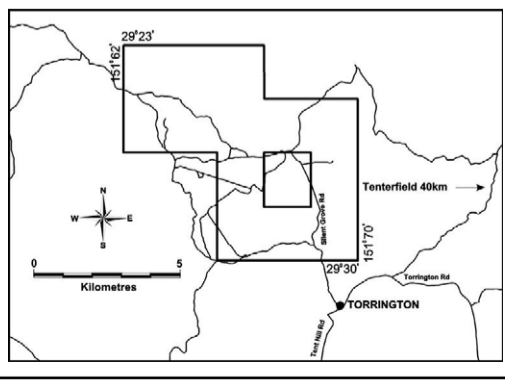 29°23'
151°62'
N
W E
S
Tenterfield 40km
Silent Grove Rd
151°70'
29°30'
0 5
Kilometres
Torrington Rd
TORRINGTON
Tent Hill Rd